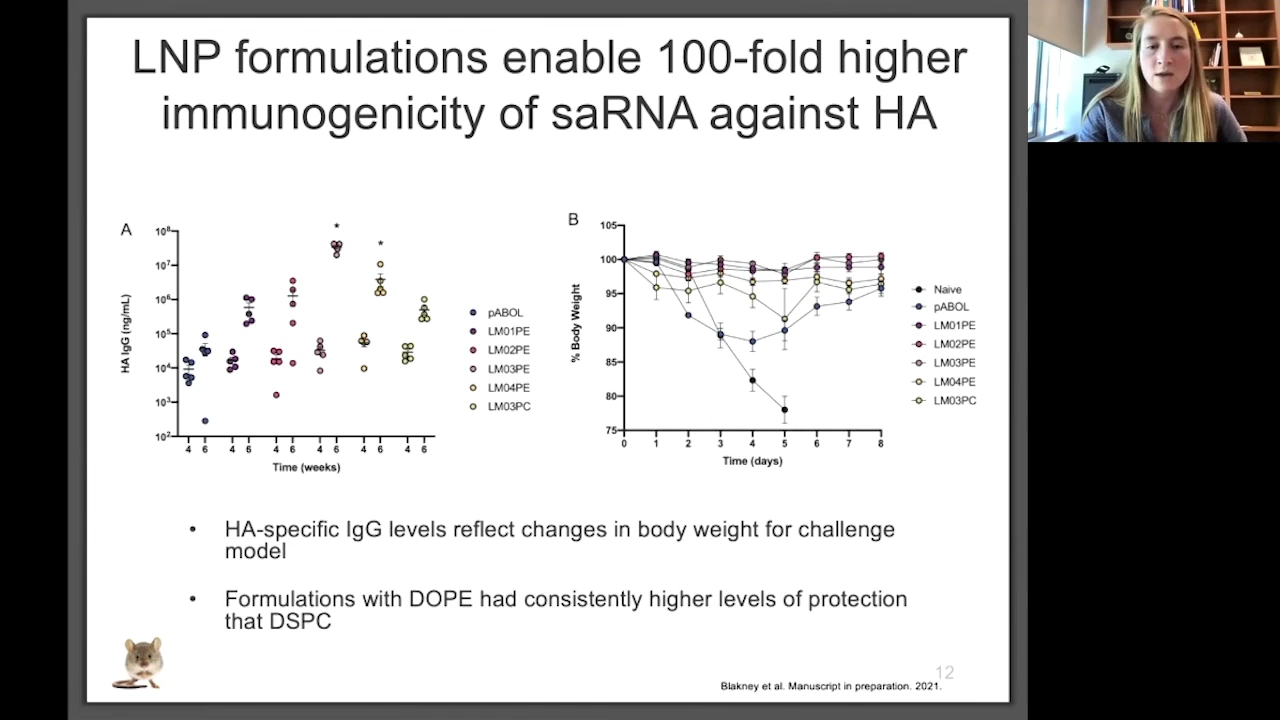 LNP formulations enable 100-fold higher
immunogenicity of saRNA against HA
A
HA IgG (ng/mL)
10⁸
10⁷
10⁶
10⁵
10⁴
10³
10²
* *
4 6 4 6 4 6 4 6 4 6 4 6
Time (weeks)
pABOL
LM01PE
LM02PE
LM03PE
LM04PE
LM03PC
B
% Body Weight
105
100
95
90
85
80
75
0 1 2 3 4 5 6 7 8
Time (days)
Naive
pABOL
LM01PE
LM02PE
LM03PE
LM04PE
LM03PC
• HA-specific IgG levels reflect changes in body weight for challenge
model
• Formulations with DOPE had consistently higher levels of protection
that DSPC
12
Blakney et al. Manuscript in preparation. 2021.